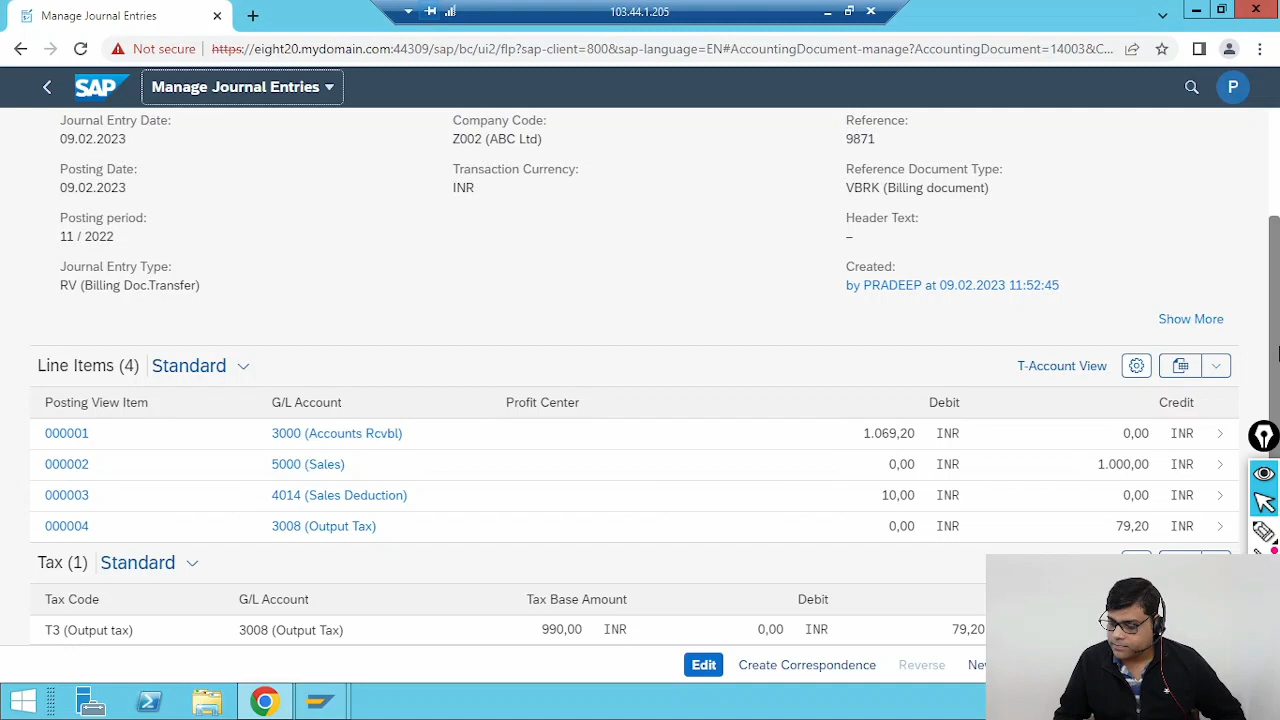 Manage Journal Entries
103.44.1.205
Not secure
https://eight20.mydomain.com:44309/sap/bc/ui2/flp?sap-client=800&sap-language=EN#AccountingDocument-manage?AccountingDocument=14003&C...
SAP Manage Journal Entries P
Journal Entry Date: Company Code: Reference:
09.02.2023 Z002 (ABC Ltd) 9871
Posting Date: Transaction Currency: Reference Document Type:
09.02.2023 INR VBRK (Billing document)
Posting period: Header Text:
11 / 2022 –
Journal Entry Type: Created:
RV (Billing Doc.Transfer) by PRADEEP at 09.02.2023 11:52:45
Show More
Line Items (4) Standard T-Account View
Posting View Item G/L Account Profit Center Debit Credit
000001 3000 (Accounts Rcvbl) 1.069,20 INR 0,00 INR
000002 5000 (Sales) 0,00 INR 1.000,00 INR
000003 4014 (Sales Deduction) 10,00 INR 0,00 INR
000004 3008 (Output Tax) 0,00 INR 79,20 INR
Tax (1) Standard
Tax Code G/L Account Tax Base Amount Debit
T3 (Output tax) 3008 (Output Tax) 990,00 INR 0,00 INR 79,20
Edit Create Correspondence Reverse Ne